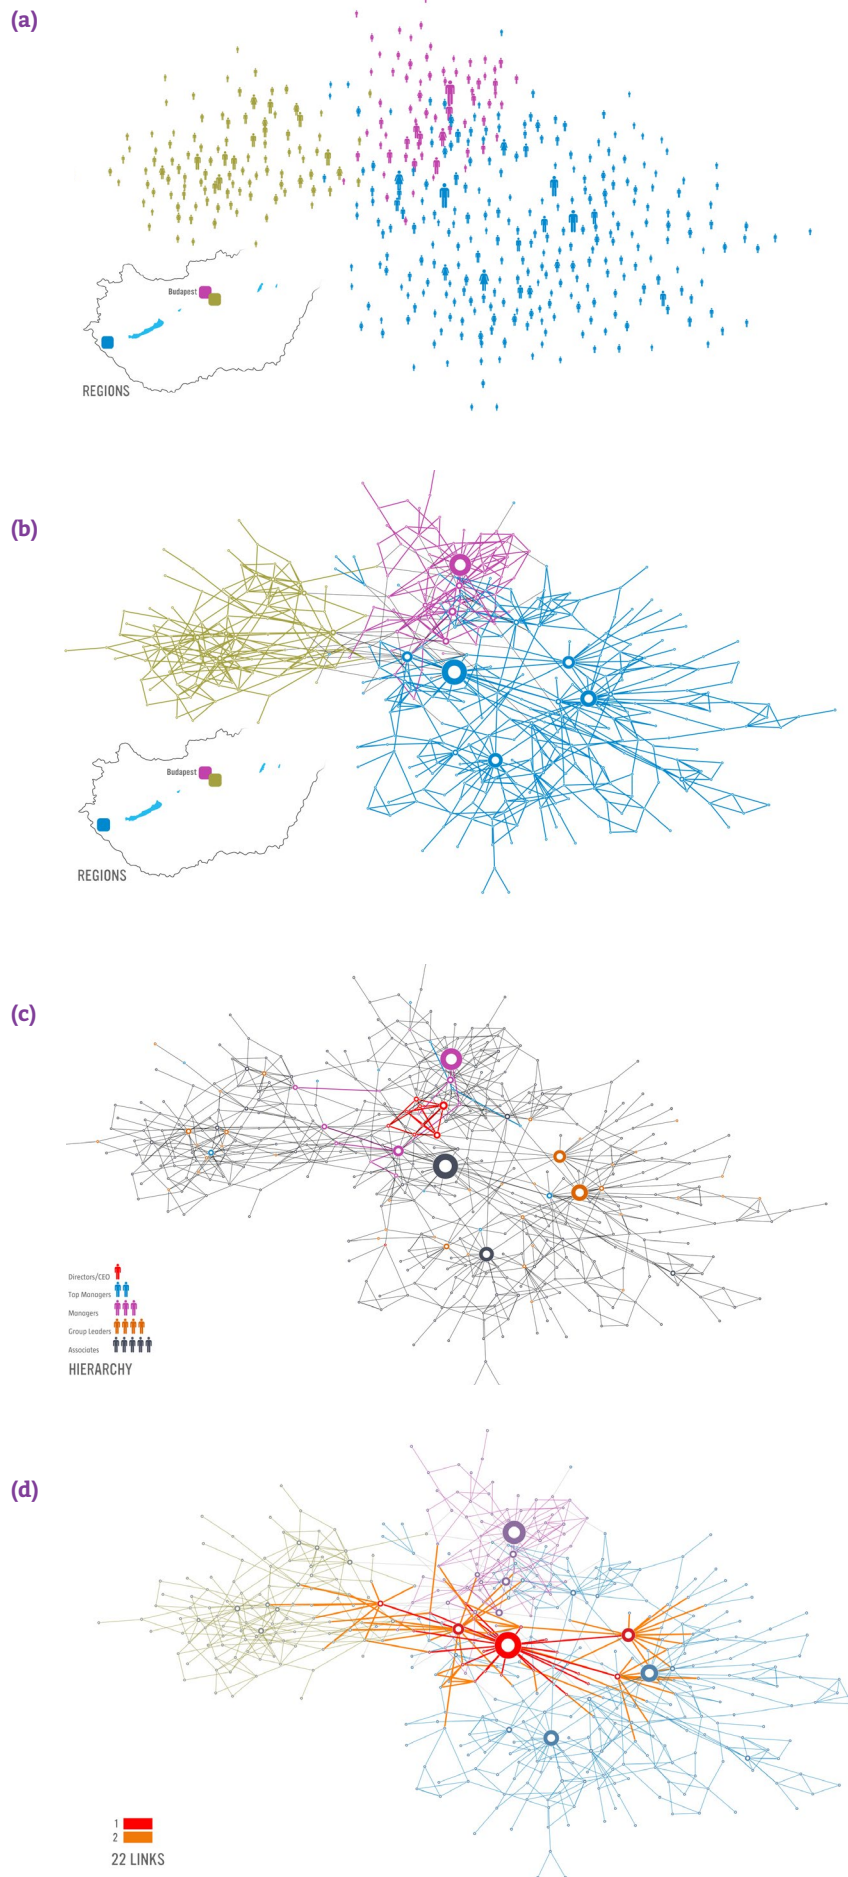 (a)
Budapest
REGIONS
(b)
Budapest
REGIONS
(c)
Directors/CEO
Top Managers
Managers
Group Leaders
Associates
HIERARCHY
(d)
1
2
22 LINKS